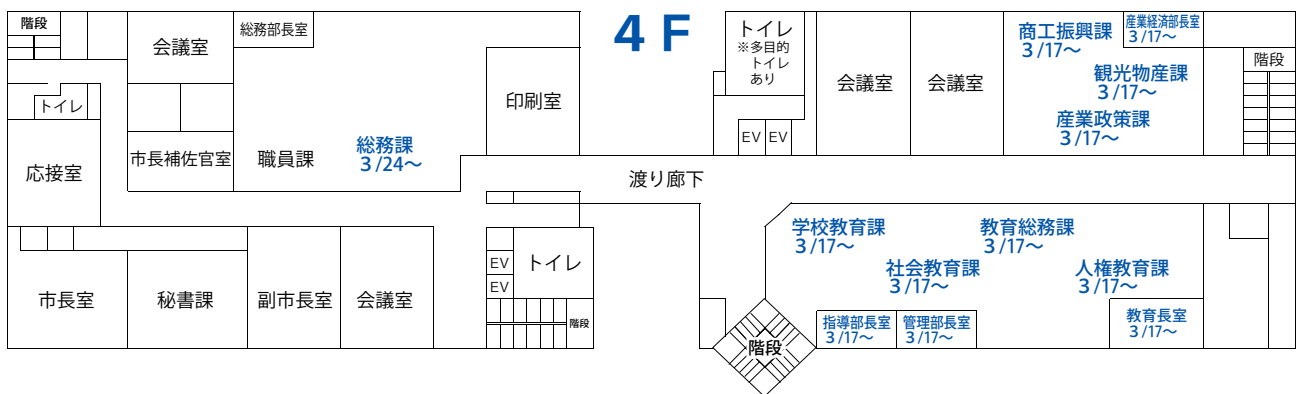 4F
階段
会議室
総務部長室
トイレ
応接室
市長補佐官室
職員課
総務課
3/24～
印刷室
市長室
秘書課
副市長室
会議室
EV
EV
トイレ
階段
渡り廊下
トイレ
※多目的
トイレ
あり
EV
EV
会議室
会議室
商工振興課
3/17～
産業経済部長室
3/17～
観光物産課
3/17～
産業政策課
3/17～
階段
学校教育課
3/17～
教育総務課
3/17～
社会教育課
3/17～
人権教育課
3/17～
指導部長室
3/17～
管理部長室
3/17～
教育長室
3/17～
階段